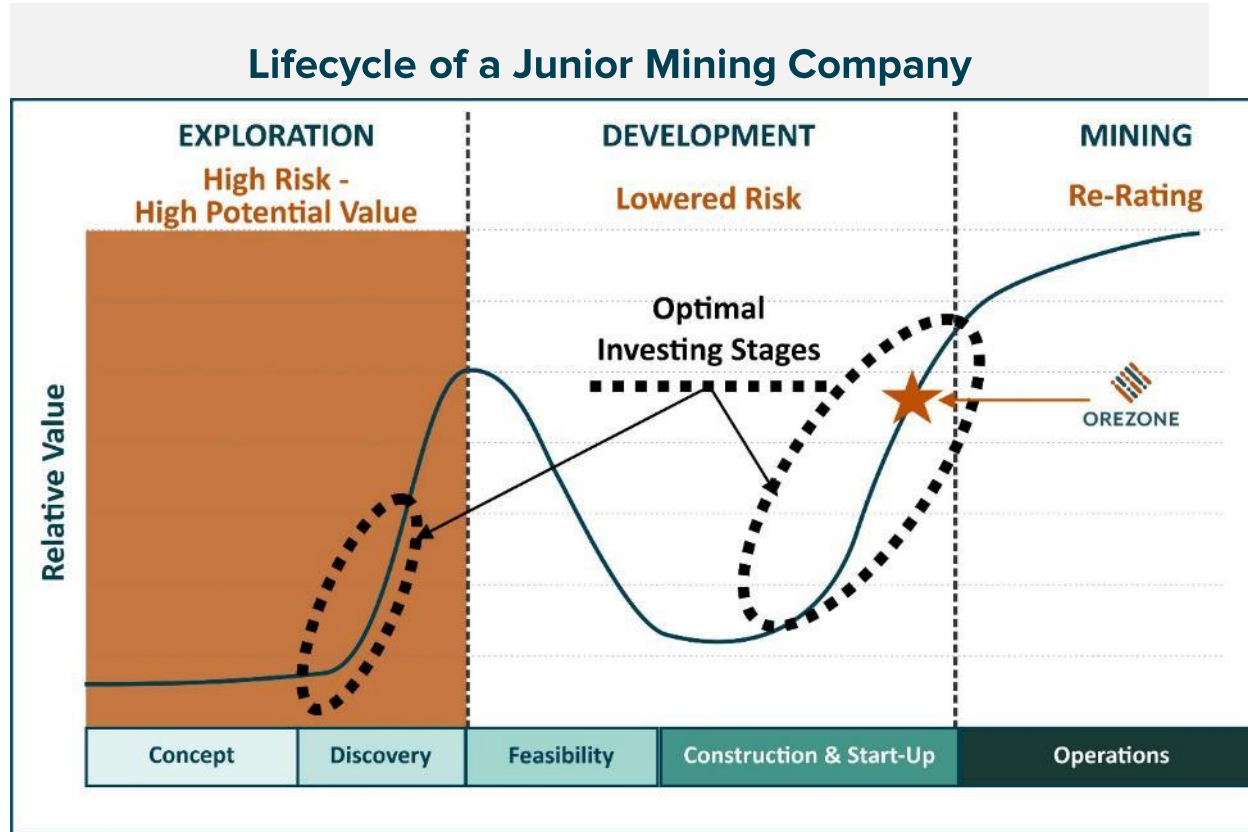 Lifecycle of a Junior Mining Company
EXPLORATION
High Risk -
High Potential Value
DEVELOPMENT
Lowered Risk
MINING
Re-Rating
Optimal
Investing Stages
OREZONE
Relative Value
Concept
Discovery
Feasibility
Construction & Start-Up
Operations